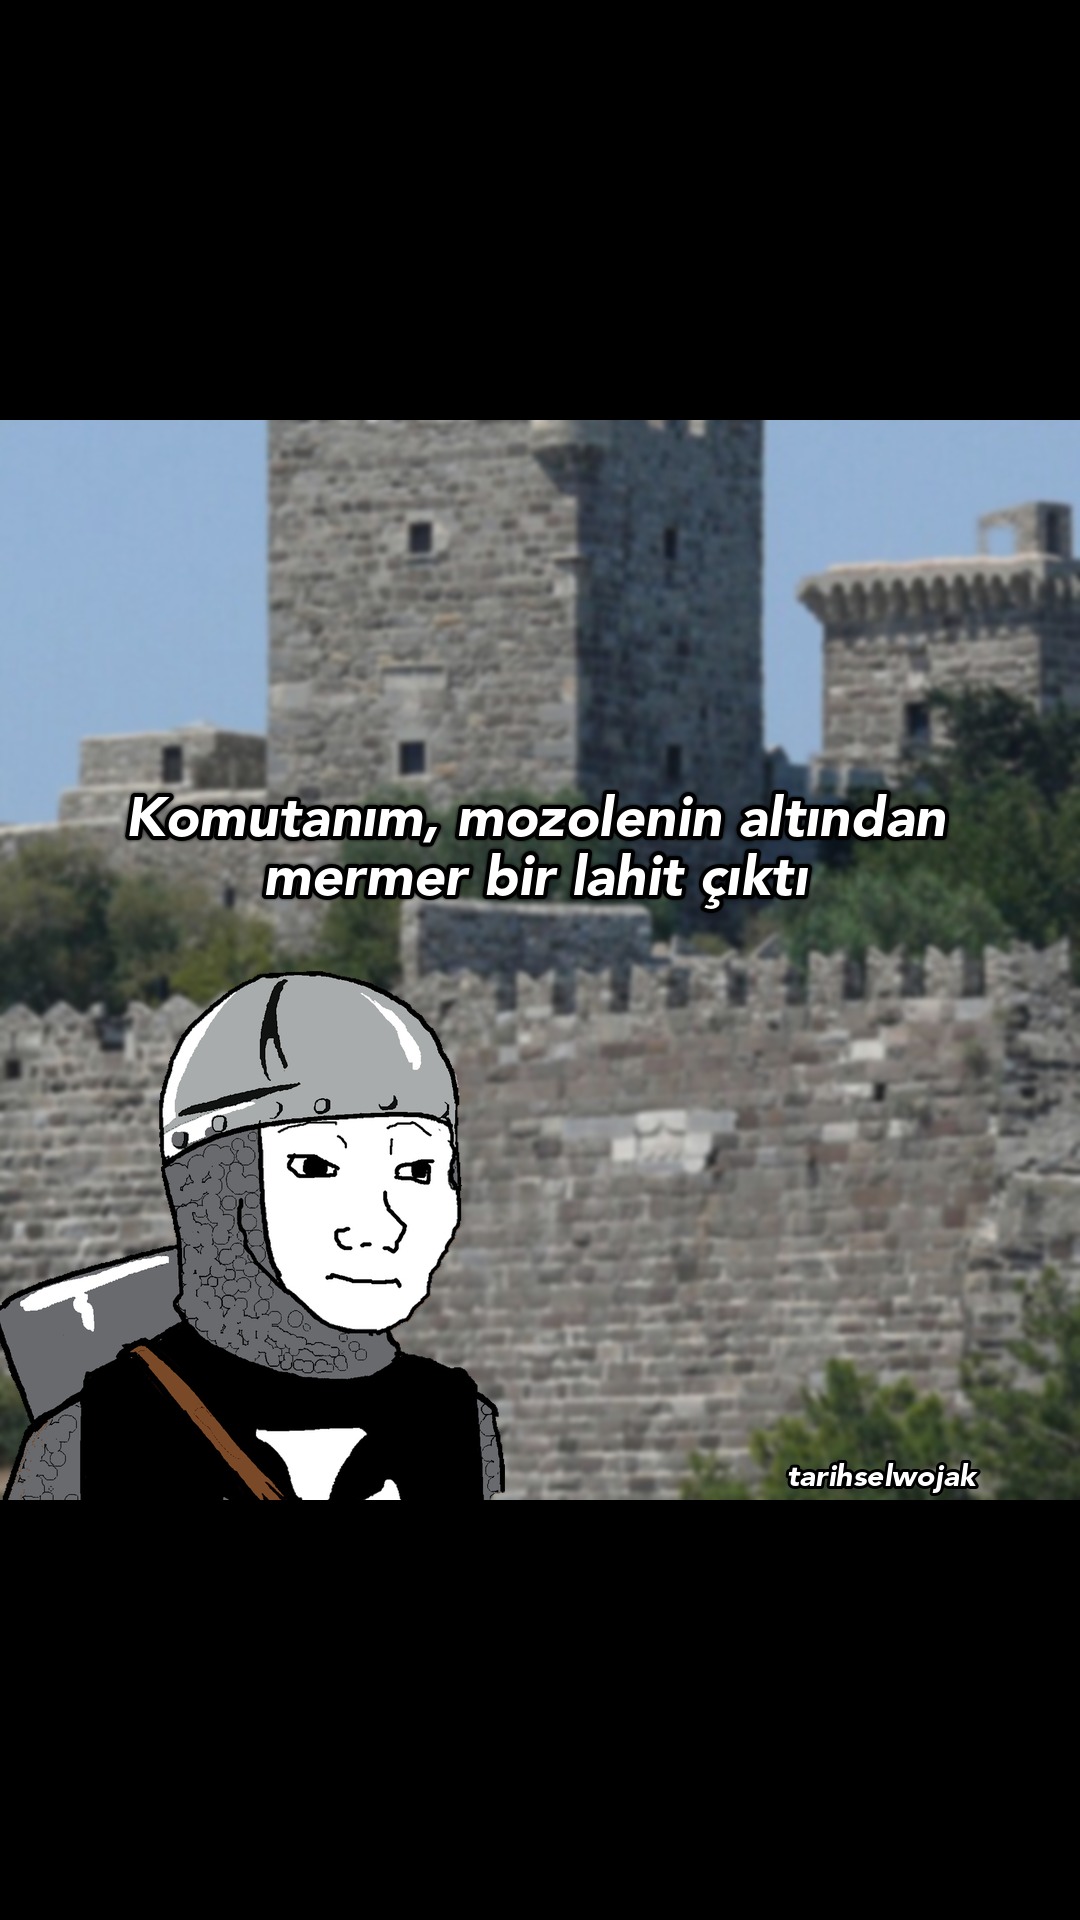 Komutanım, mozolenin altından
mermer bir lahit çıktı
tarihselwojak